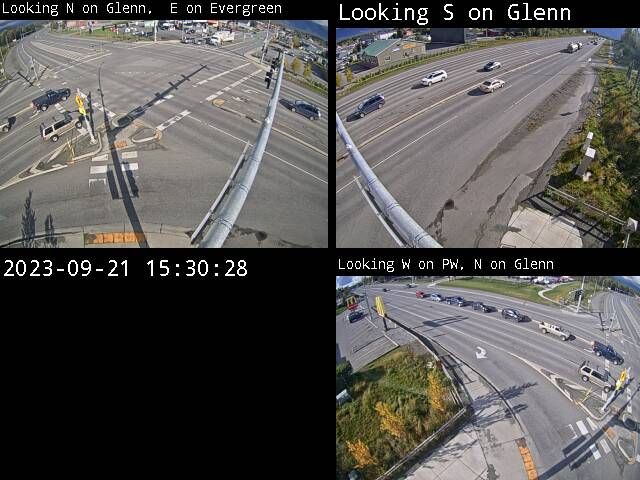 Looking N on Glenn, E on Evergreen
Looking S on Glenn
2023-09-21 15:30:28
Looking W on PW, N on Glenn